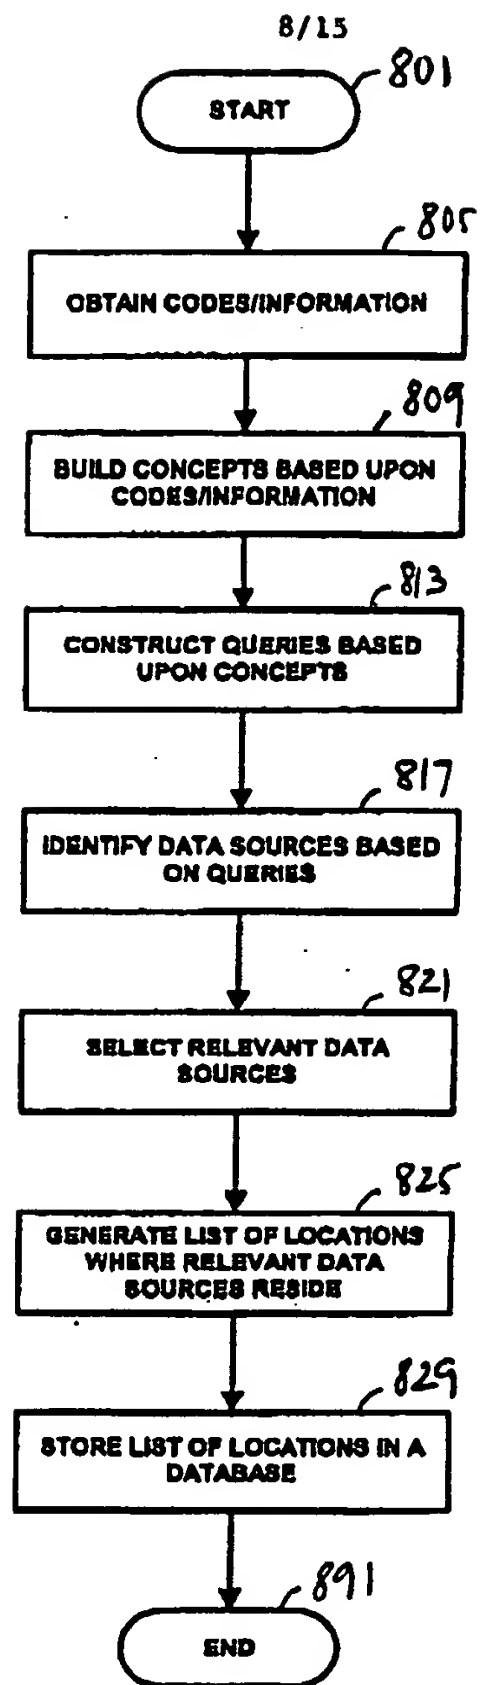 8/15
801
START
805
OBTAIN CODES/INFORMATION
809
BUILD CONCEPTS BASED UPON
CODES/INFORMATION
813
CONSTRUCT QUERIES BASED
UPON CONCEPTS
817
IDENTIFY DATA SOURCES BASED
ON QUERIES
821
SELECT RELEVANT DATA
SOURCES
825
GENERATE LIST OF LOCATIONS
WHERE RELEVANT DATA
SOURCES RESIDE
829
STORE LIST OF LOCATIONS IN A
DATABASE
891
END